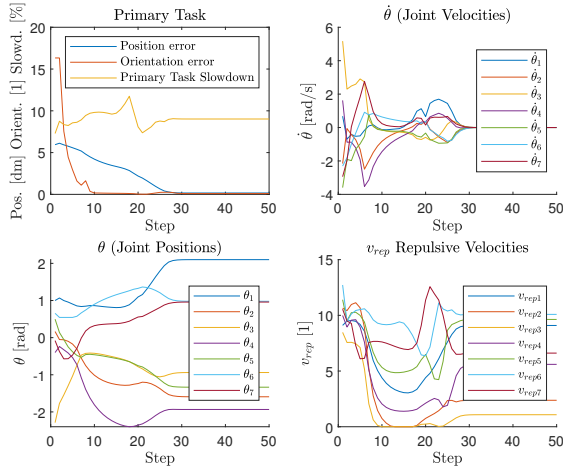 Primary Task
Pos. [dm] Orient. [1] Slowd. [%]
20
15
10
5
0
Position error
Orientation error
Primary Task Slowdown
0 10 20 30 40 50
Step
θ̇ (Joint Velocities)
θ̇ [rad/s]
6
4
2
0
-2
-4
θ̇1
θ̇2
θ̇3
θ̇4
θ̇5
θ̇6
θ̇7
0 10 20 30 40 50
Step
θ (Joint Positions)
θ [rad]
2
1
0
-1
-2
θ1
θ2
θ3
θ4
θ5
θ6
θ7
0 10 20 30 40 50
Step
vrep Repulsive Velocities
vrep [1]
15
10
5
0
vrep1
vrep2
vrep3
vrep4
vrep5
vrep6
vrep7
0 10 20 30 40 50
Step